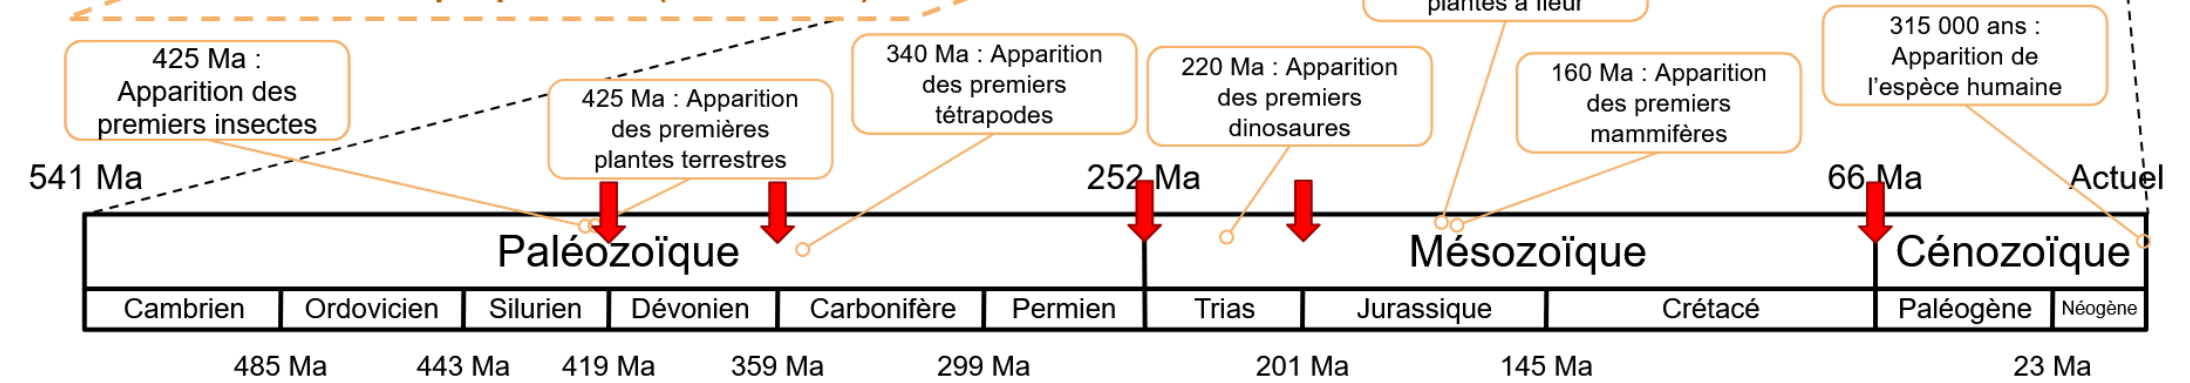 plantes à fleur
425 Ma :
Apparition des
premiers insectes
425 Ma : Apparition
des premières
plantes terrestres
340 Ma : Apparition
des premiers
tétrapodes
220 Ma : Apparition
des premiers
dinosaures
160 Ma : Apparition
des premiers
mammifères
315 000 ans :
Apparition de
l’espèce humaine
541 Ma
252 Ma
66 Ma
Actuel
Paléozoïque
Mésozoïque
Cénozoïque
Cambrien
Ordovicien
Silurien
Dévonien
Carbonifère
Permien
Trias
Jurassique
Crétacé
Paléogène
Néogène
485 Ma
443 Ma
419 Ma
359 Ma
299 Ma
201 Ma
145 Ma
23 Ma